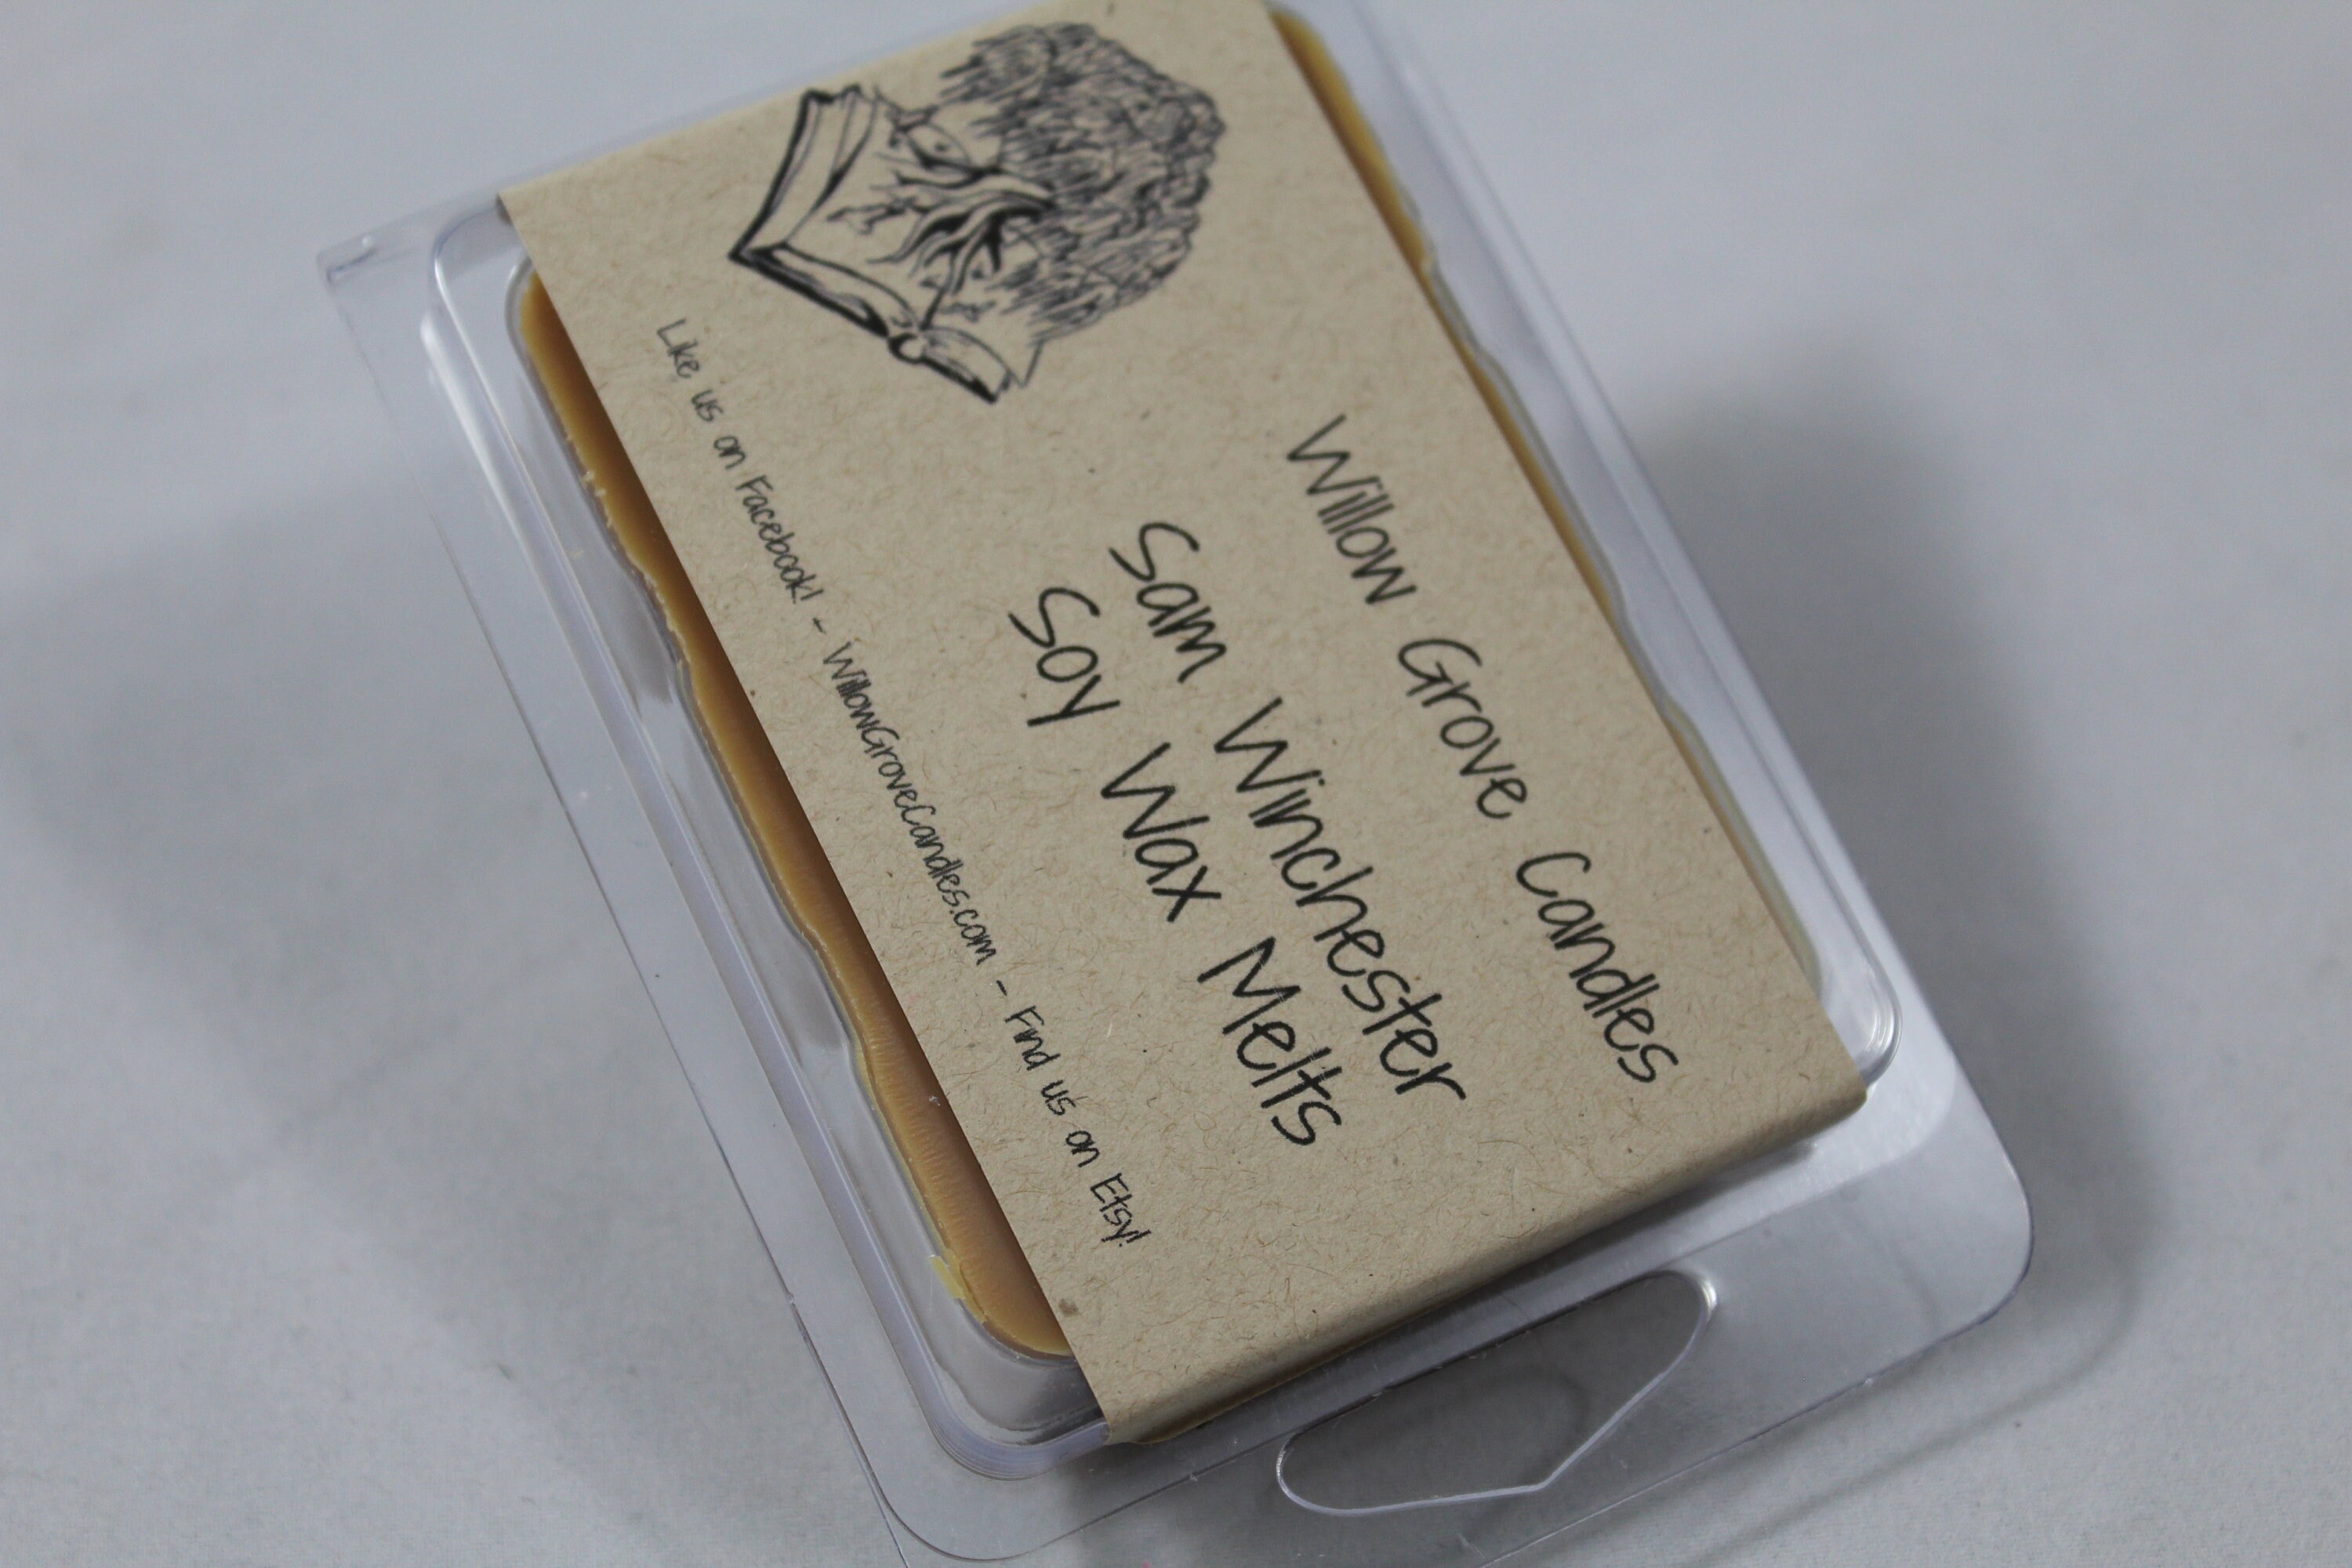 Willow Grove Candles
Sam Winchester
Soy Wax Melts
Like us on Facebook! - WillowGroveCandles.com - Find us on Etsy!